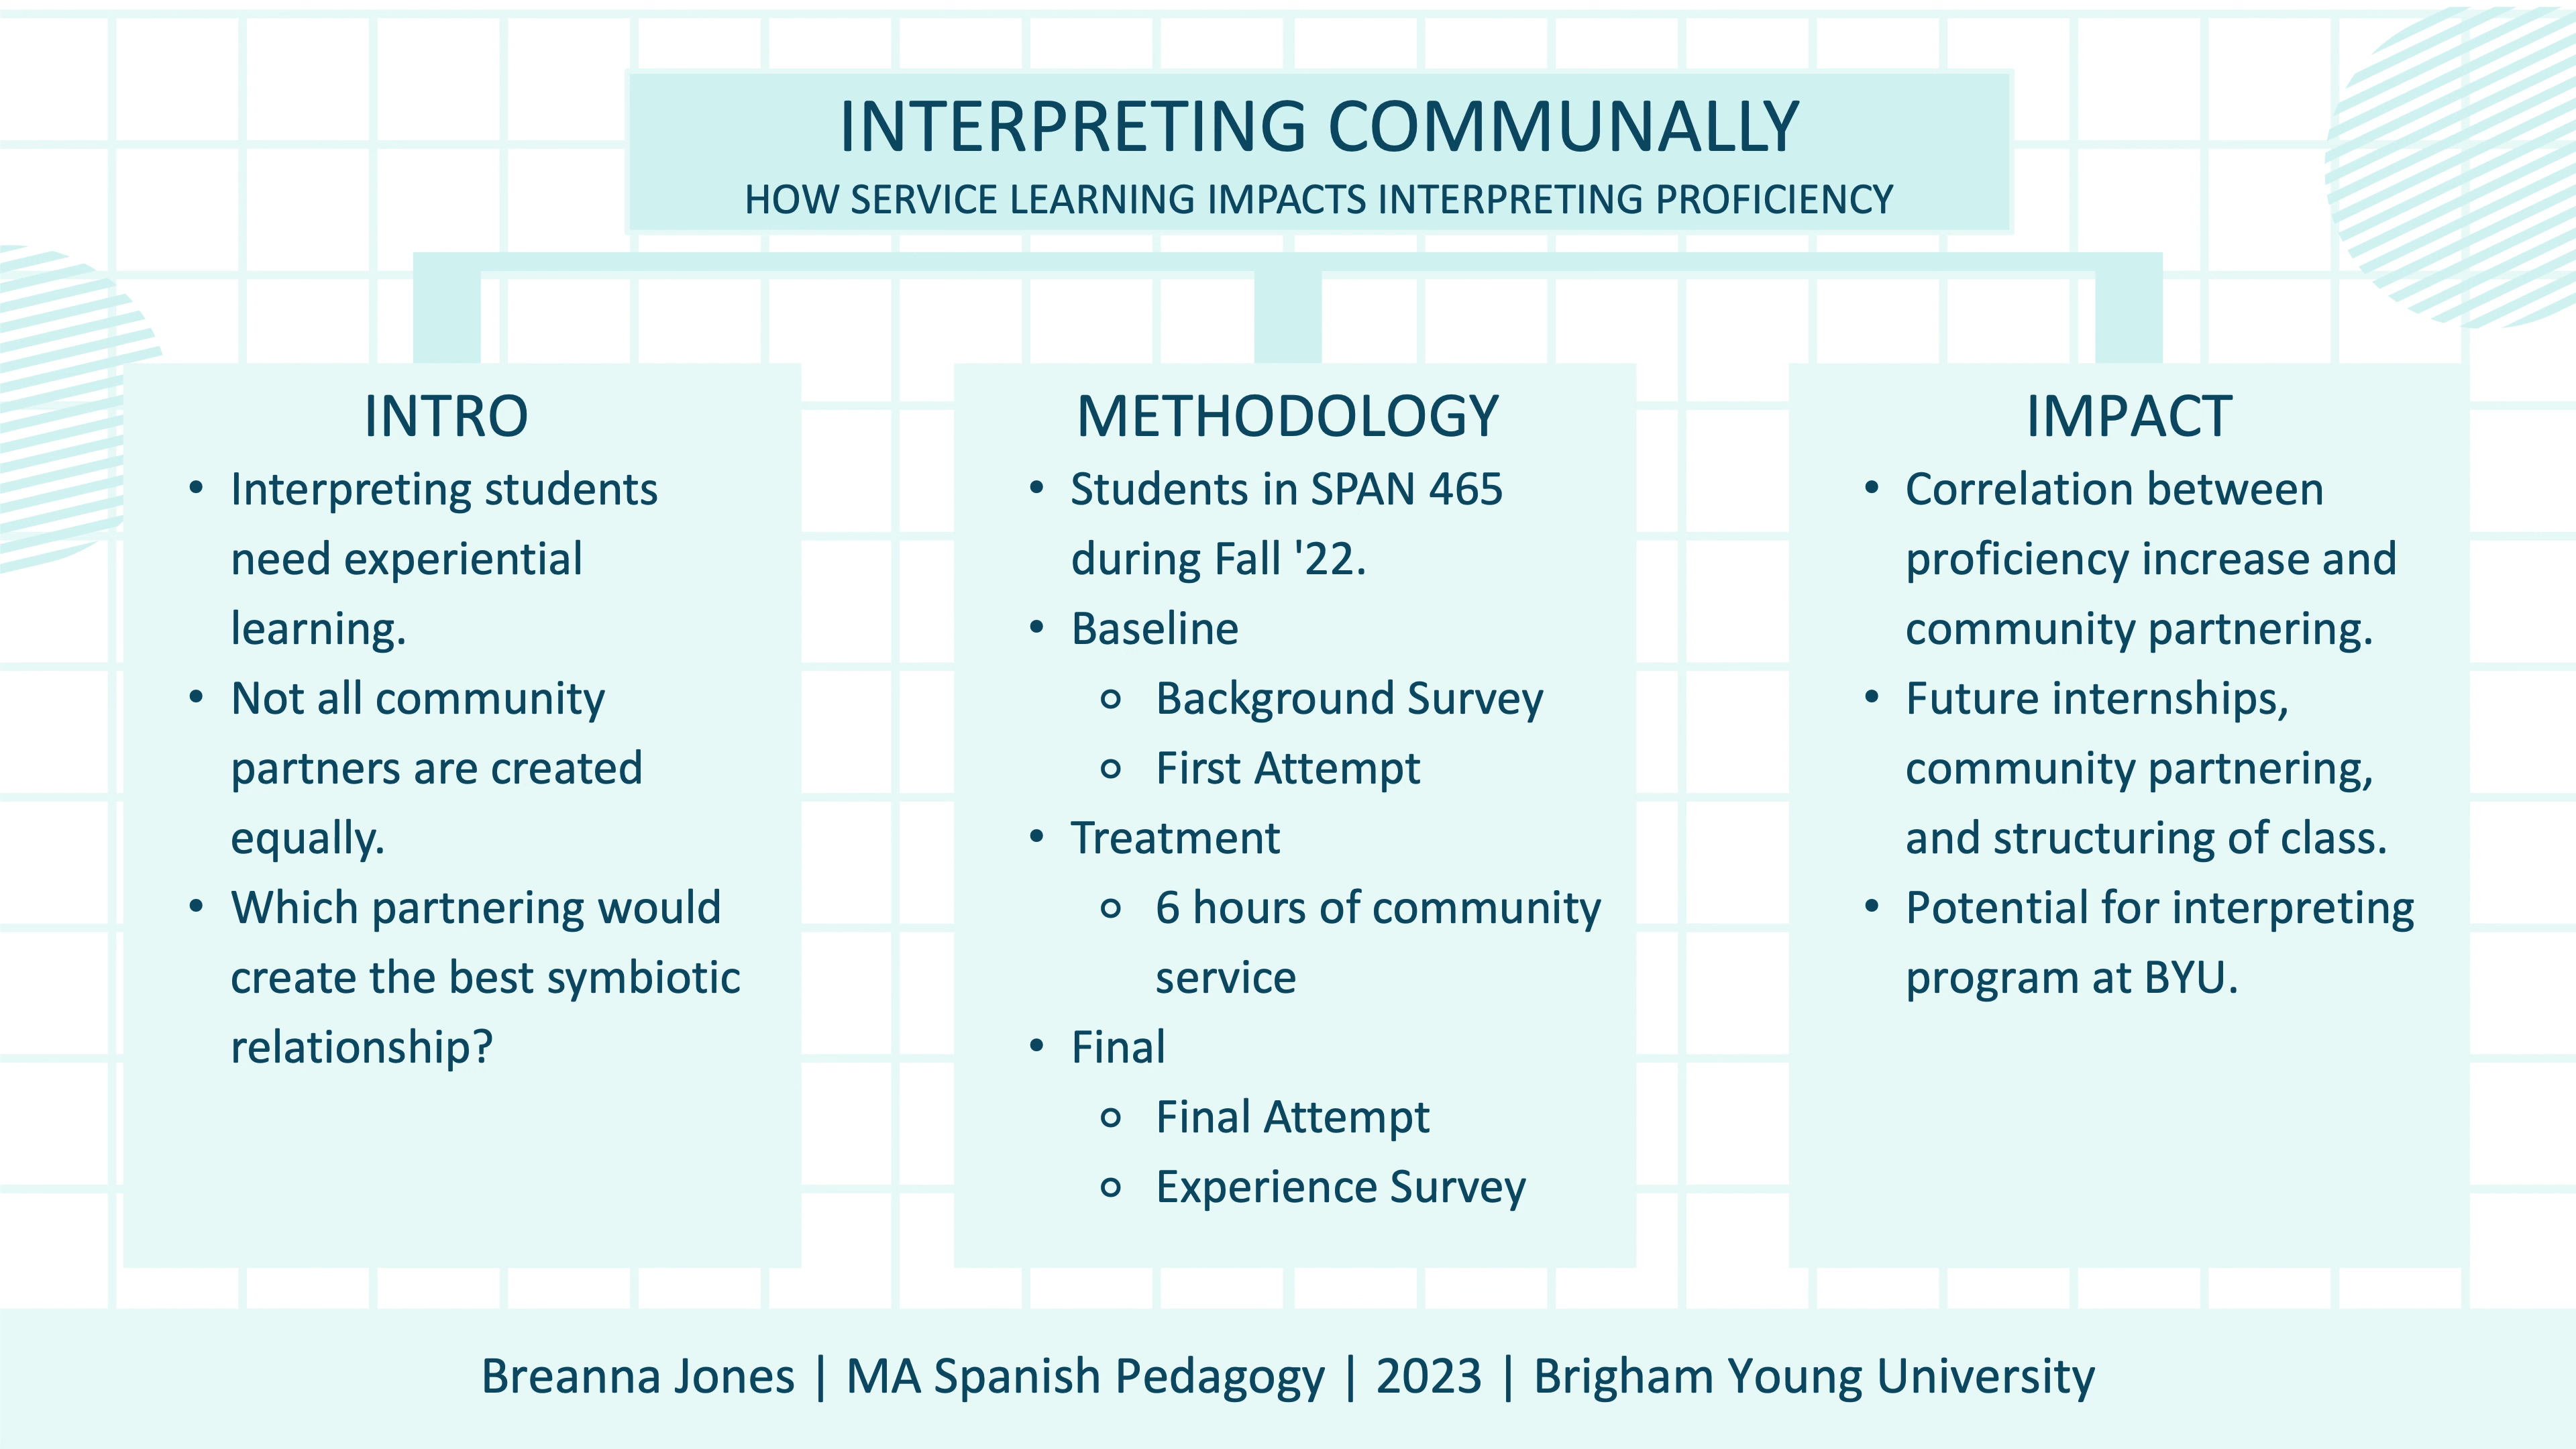 INTERPRETING COMMUNALLY
HOW SERVICE LEARNING IMPACTS INTERPRETING PROFICIENCY
INTRO
• Interpreting students
need experiential
learning.
• Not all community
partners are created
equally.
• Which partnering would
create the best symbiotic
relationship?
METHODOLOGY
• Students in SPAN 465
during Fall '22.
• Baseline
○ Background Survey
○ First Attempt
• Treatment
○ 6 hours of community
service
• Final
○ Final Attempt
○ Experience Survey
IMPACT
• Correlation between
proficiency increase and
community partnering.
• Future internships,
community partnering,
and structuring of class.
• Potential for interpreting
program at BYU.
Breanna Jones | MA Spanish Pedagogy | 2023 | Brigham Young University